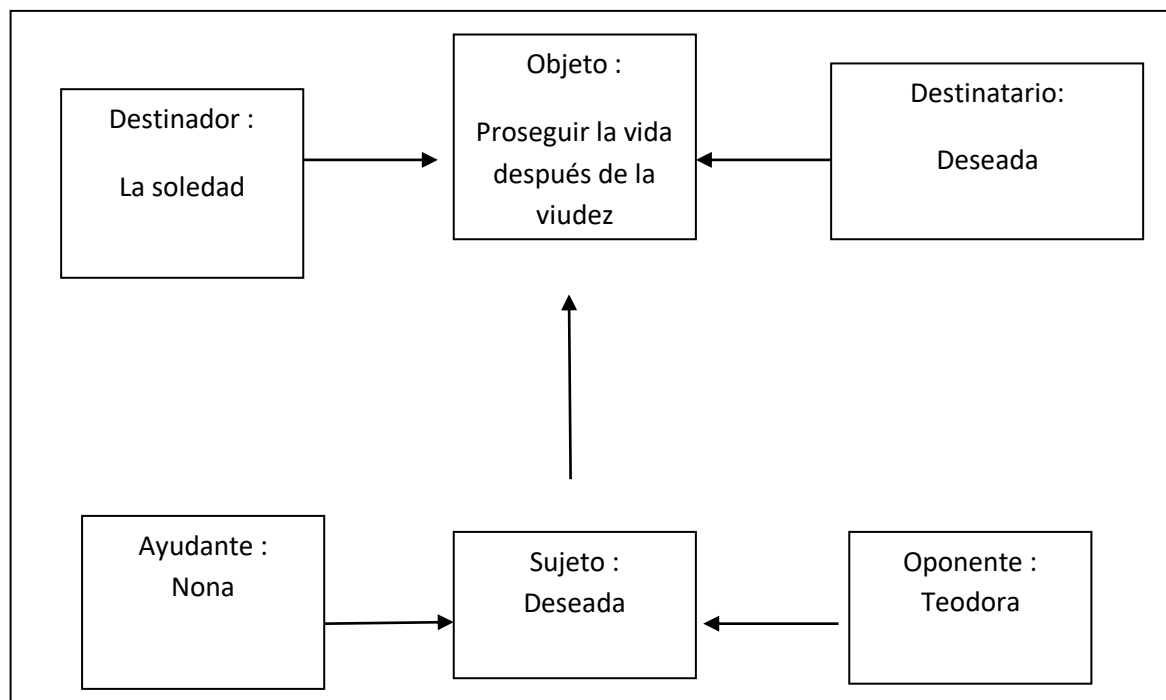 Destinador :
La soledad
Objeto :
Proseguir la vida
después de la
viudez
Destinatario:
Deseada
Ayudante :
Nona
Sujeto :
Deseada
Oponente :
Teodora